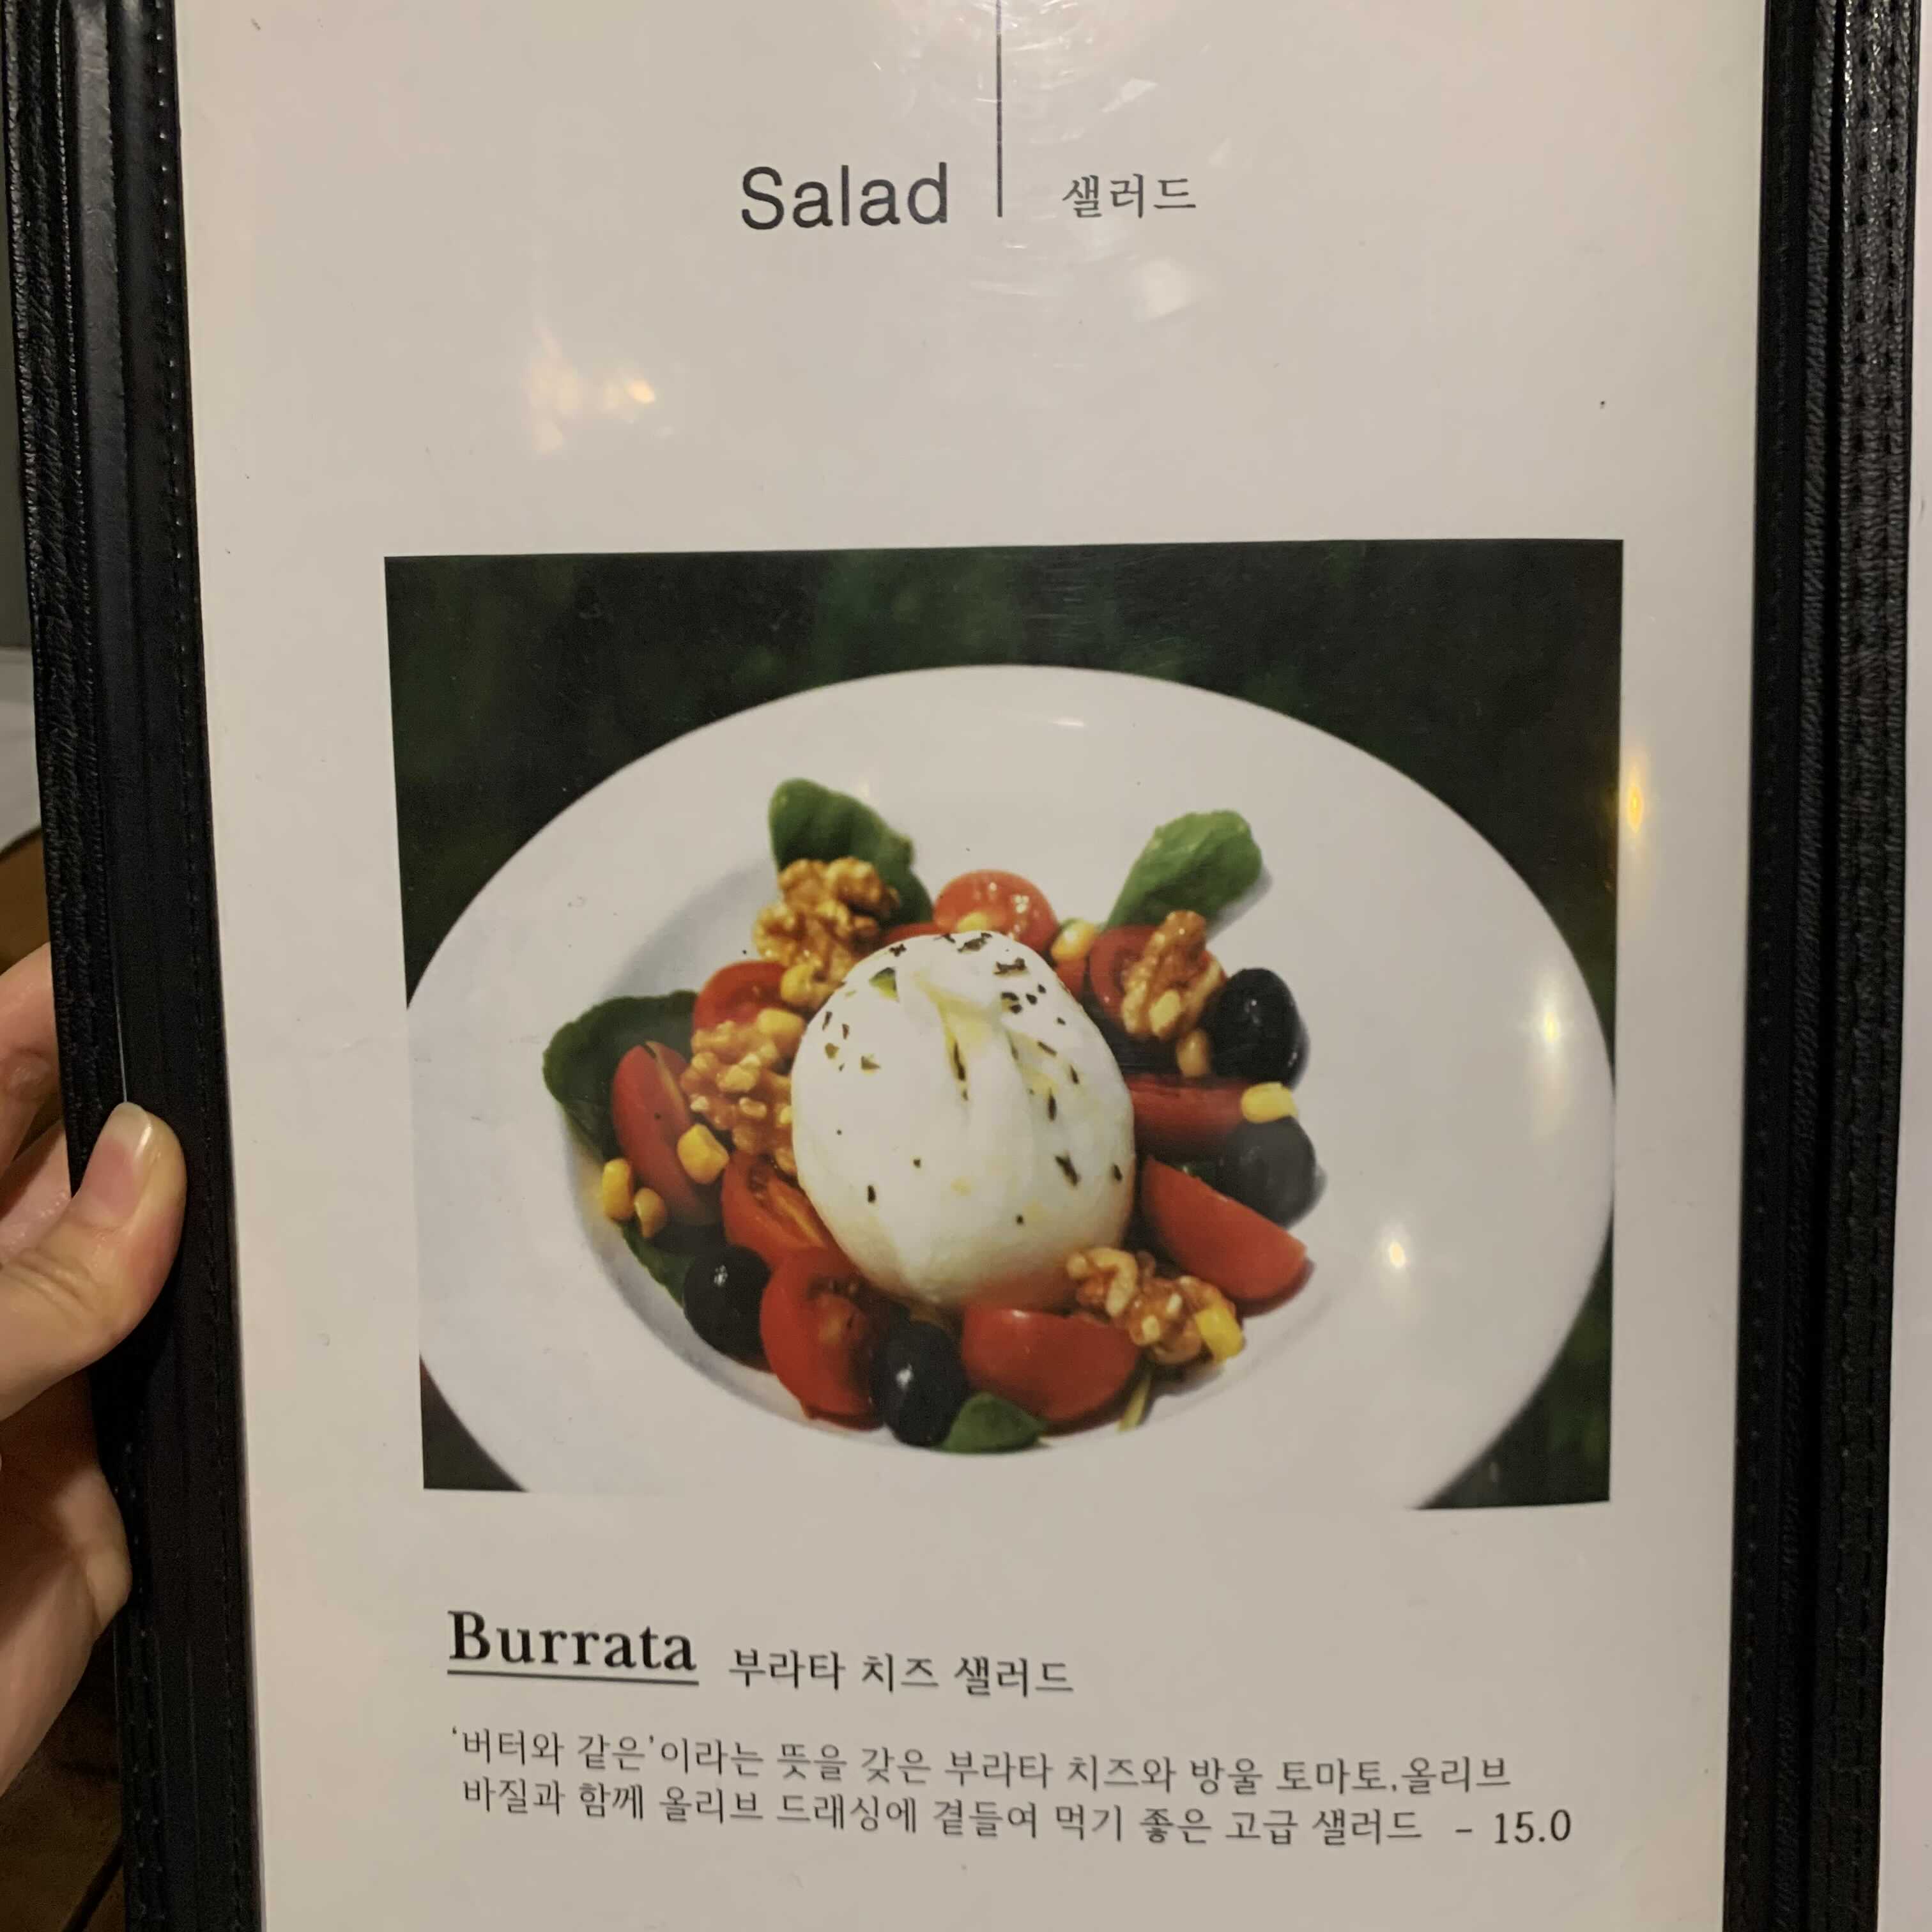 Salad 샐러드
Burrata 부라타 치즈 샐러드
‘버터와 같은’이라는 뜻을 갖은 부라타 치즈와 방울 토마토,올리브
바질과 함께 올리브 드래싱에 곁들여 먹기 좋은 고급 샐러드 - 15.0